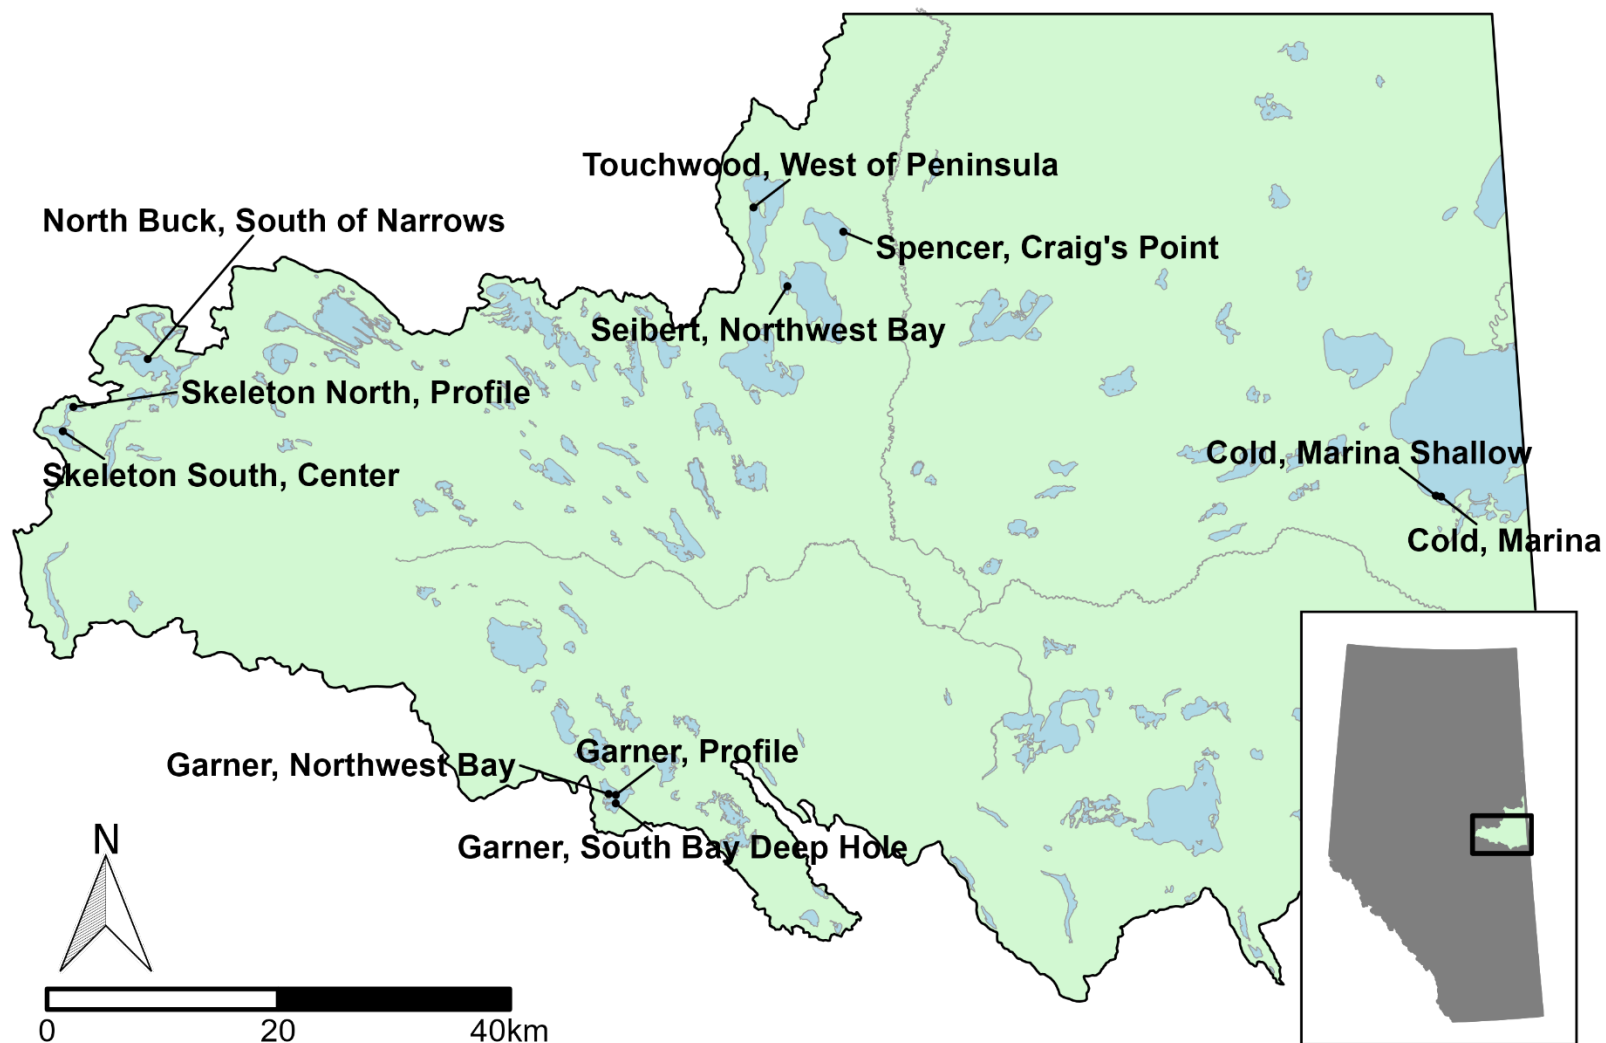 Touchwood, West of Peninsula
North Buck, South of Narrows
Spencer, Craig's Point
Seibert, Northwest Bay
Skeleton North, Profile
Cold, Marina Shallow
Skeleton South, Center
Cold, Marina
Garner, Profile
Garner, Northwest Bay
Garner, South Bay Deep Hole
N
0 20 40km